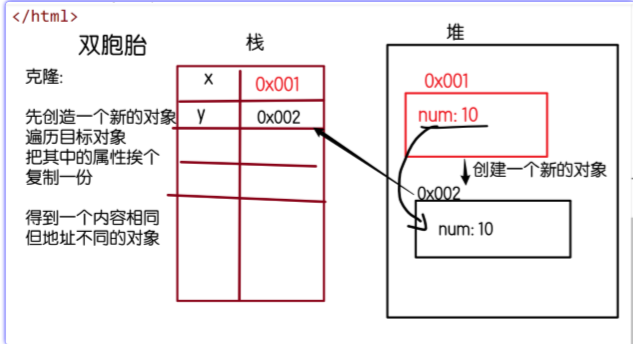 </html>
双胞胎
栈
堆
克隆:
先创造一个新的对象
遍历目标对象
把其中的属性挨个
复制一份
得到一个内容相同
但地址不同的对象
x
0x001
y
0x002
0x001
num: 10
创建一个新的对象
0x002
num: 10